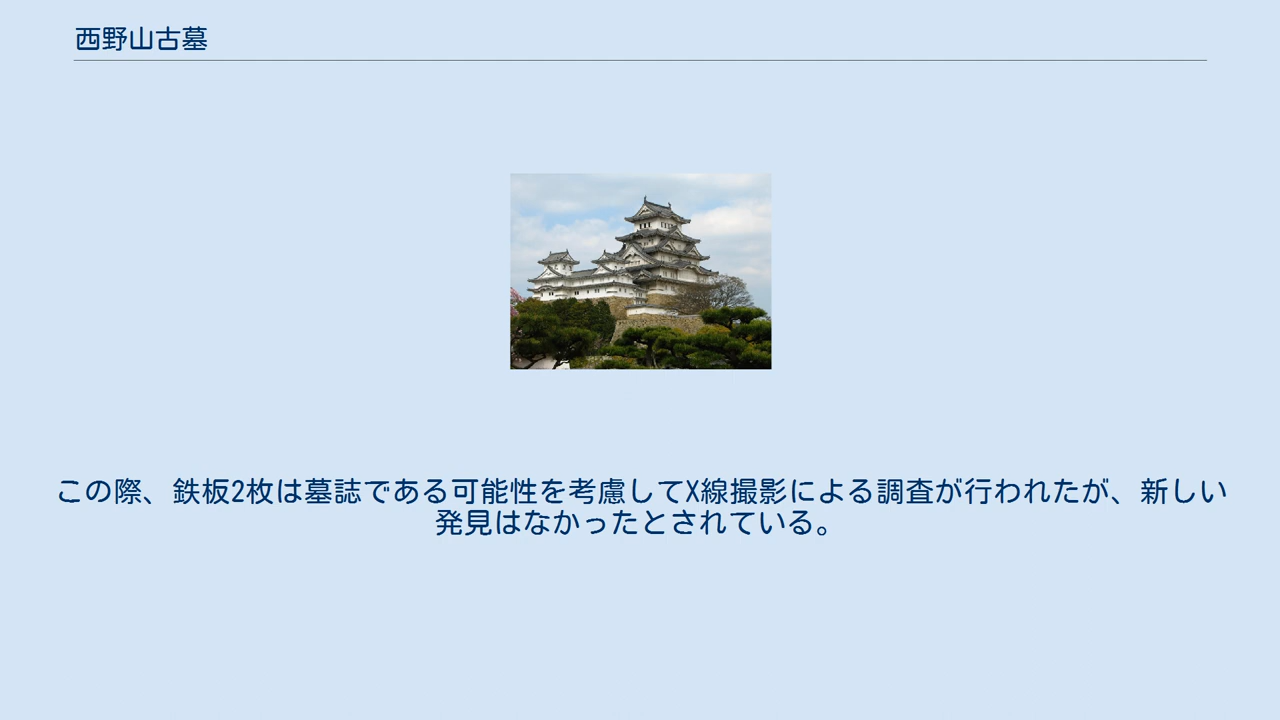 西野山古墓
この際、鉄板2枚は墓誌である可能性を考慮してX線撮影による調査が行われたが、新しい
発見はなかったとされている。